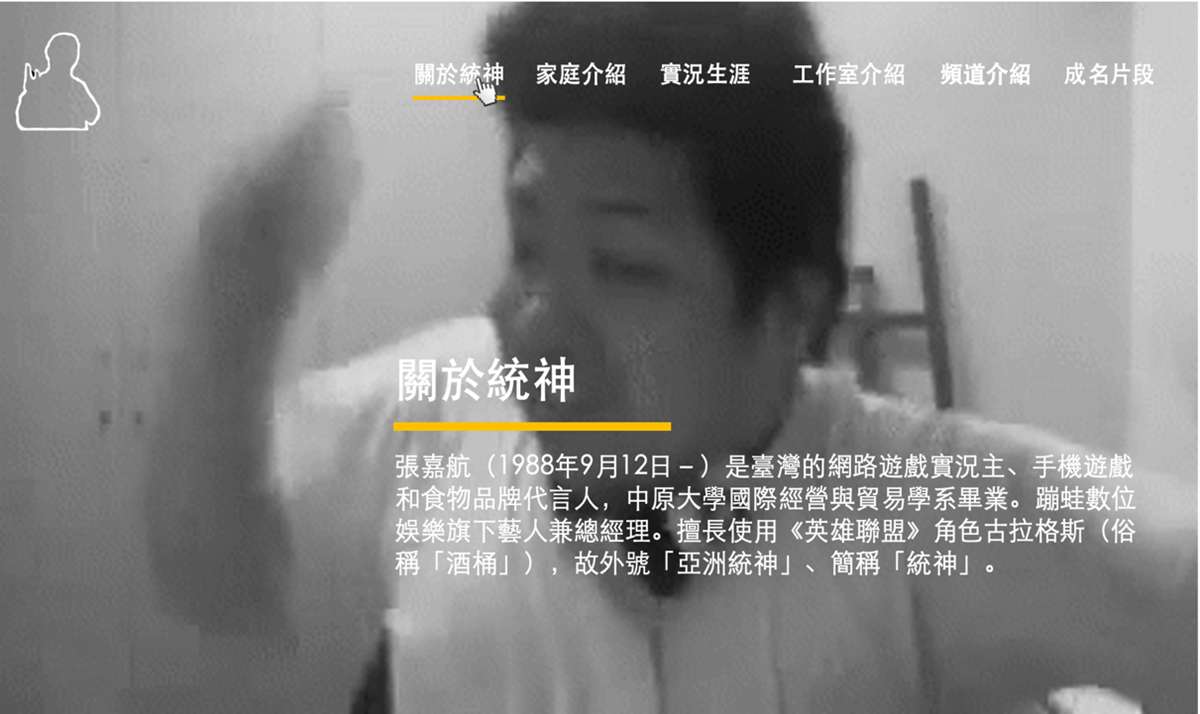 關於統神 家庭介紹 實況生涯 工作室介紹 頻道介紹 成名片段
關於統神
張嘉航（1988年9月12日 – ）是臺灣的網路遊戲實況主、手機遊戲
和食物品牌代言人，中原大學國際經營與貿易學系畢業。蹦蛙數位
娛樂旗下藝人兼總經理。擅長使用《英雄聯盟》角色古拉格斯（俗
稱「酒桶」），故外號「亞洲統神」、簡稱「統神」。